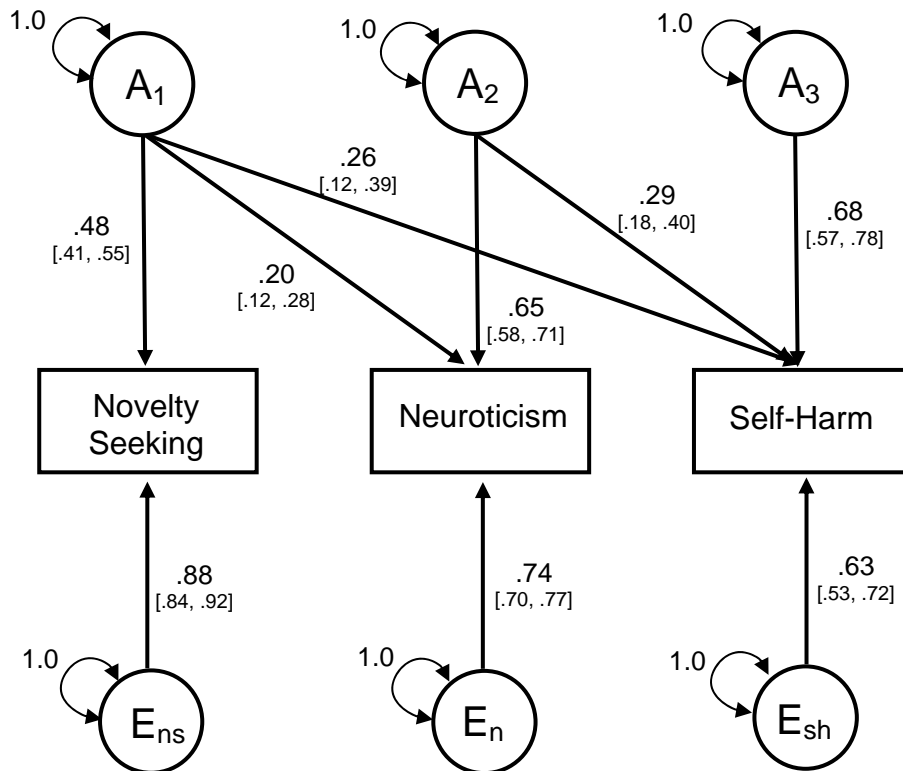 1.0
1.0
1.0
A1
A2
A3
.26
[.12, .39]
.29
[.18, .40]
.48
[.41, .55]
.68
[.57, .78]
.20
[.12, .28]
.65
[.58, .71]
Novelty
Seeking
Neuroticism
Self-Harm
.88
[.84, .92]
.74
[.70, .77]
.63
[.53, .72]
1.0
1.0
1.0
Ens
En
Esh